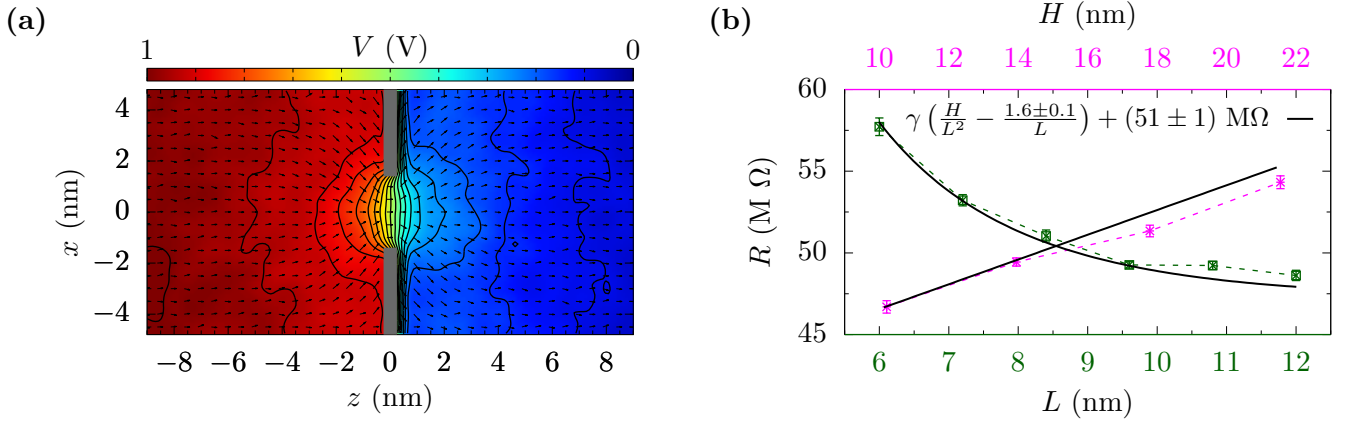 (a)
V (V)
1 0
4
2
0
−2
−4
x (nm)
−8 −6 −4 −2 0 2 4 6 8
z (nm)
(b)
H (nm)
10 12 14 16 18 20 22
60
55
50
45
R (M Ω)
γ (H/L² − 1.6±0.1/L) + (51 ± 1) MΩ
6 7 8 9 10 11 12
L (nm)